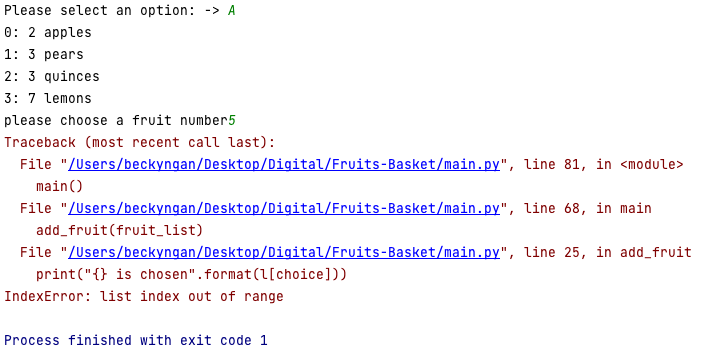 Please select an option: -> A
0: 2 apples
1: 3 pears
2: 3 quinces
3: 7 lemons
please choose a fruit number5
Traceback (most recent call last):
  File "/Users/beckyngan/Desktop/Digital/Fruits-Basket/main.py", line 81, in <module>
    main()
  File "/Users/beckyngan/Desktop/Digital/Fruits-Basket/main.py", line 68, in main
    add_fruit(fruit_list)
  File "/Users/beckyngan/Desktop/Digital/Fruits-Basket/main.py", line 25, in add_fruit
    print("{} is chosen".format(l[choice]))
IndexError: list index out of range
Process finished with exit code 1